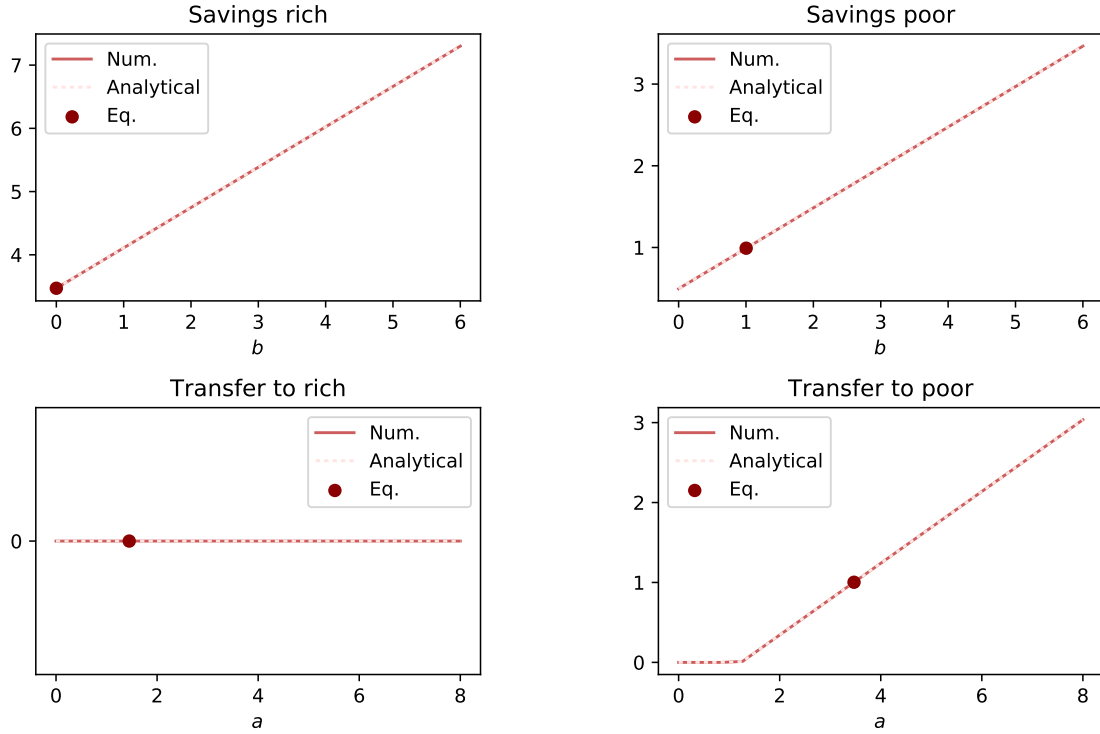 Savings rich
Num.
Analytical
Eq.
7
6
5
4
0 1 2 3 4 5 6
b
Savings poor
Num.
Analytical
Eq.
3
2
1
0 1 2 3 4 5 6
b
Transfer to rich
Num.
Analytical
Eq.
0
0 2 4 6 8
a
Transfer to poor
Num.
Analytical
Eq.
3
2
1
0
0 2 4 6 8
a